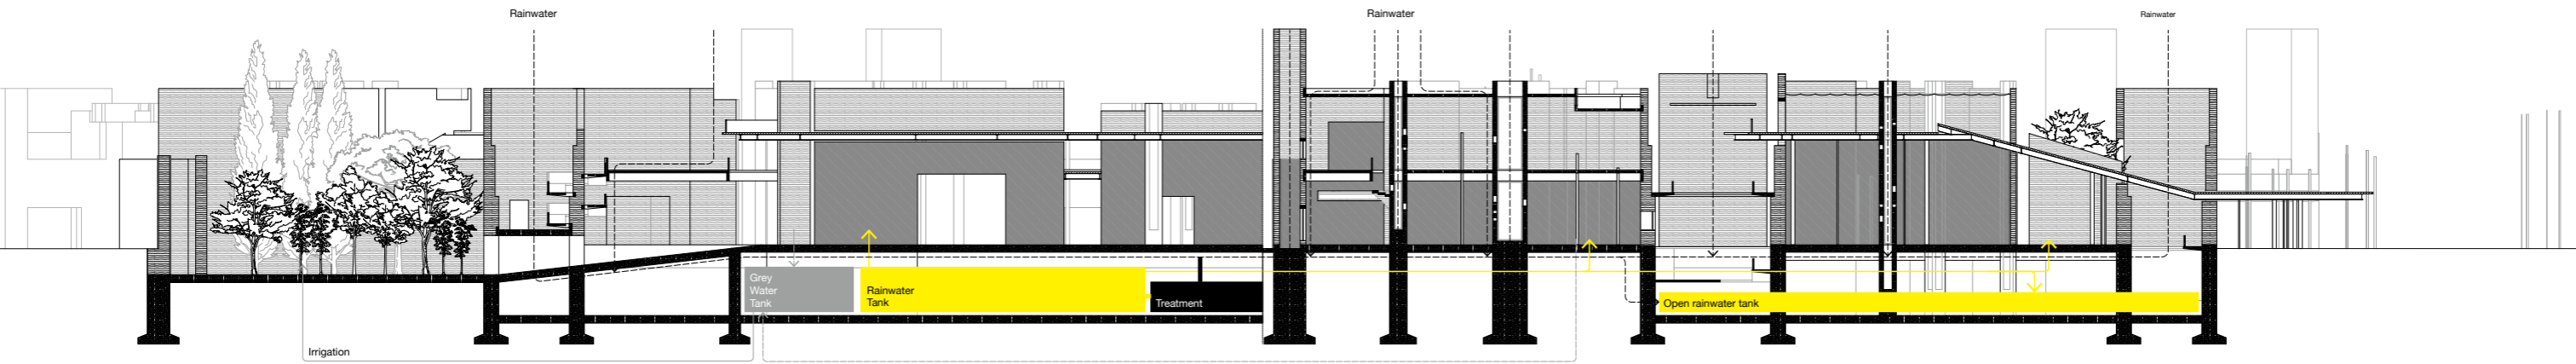 Rainwater
Rainwater
Rainwater
Grey
Water
Tank
Rainwater
Tank
Treatment
Open rainwater tank
Irrigation